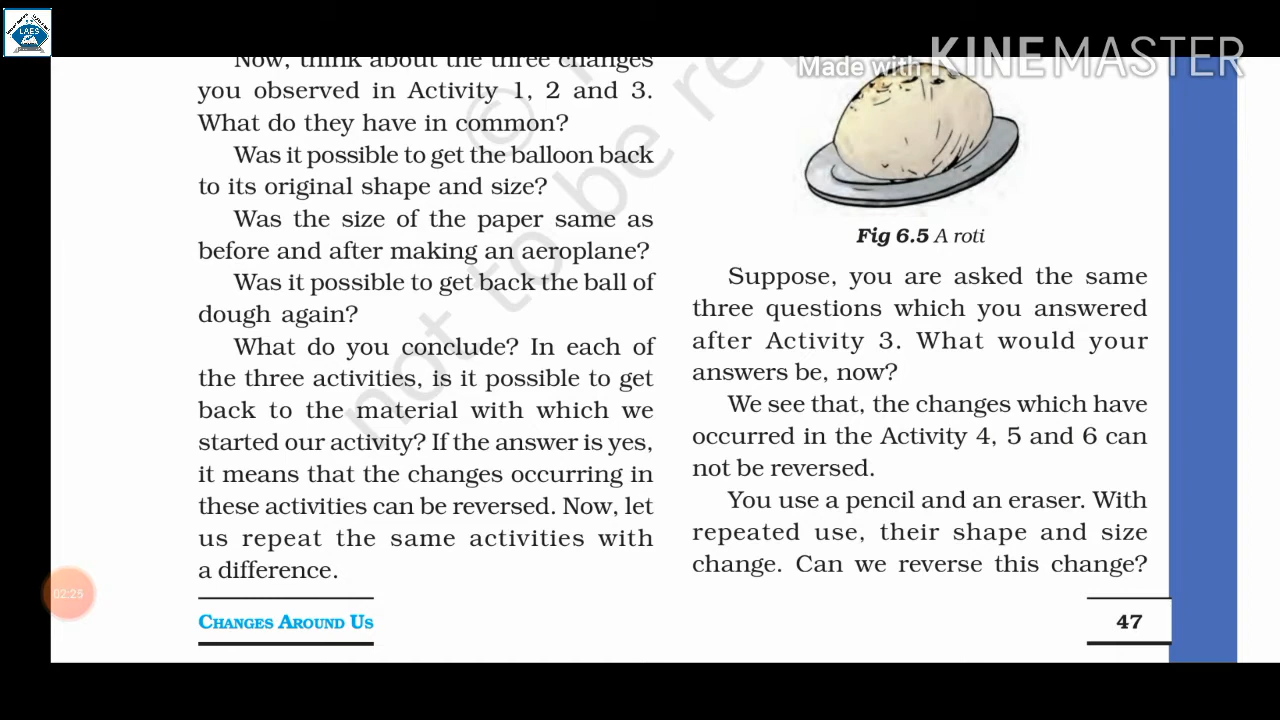 LAES
Made with KINEMASTER
Now, think about the three changes
you observed in Activity 1, 2 and 3.
What do they have in common?
Was it possible to get the balloon back
to its original shape and size?
Was the size of the paper same as
before and after making an aeroplane?
Was it possible to get back the ball of
dough again?
What do you conclude? In each of
the three activities, is it possible to get
back to the material with which we
started our activity? If the answer is yes,
it means that the changes occurring in
these activities can be reversed. Now, let
us repeat the same activities with
a difference.
Fig 6.5 A roti
Suppose, you are asked the same
three questions which you answered
after Activity 3. What would your
answers be, now?
We see that, the changes which have
occurred in the Activity 4, 5 and 6 can
not be reversed.
You use a pencil and an eraser. With
repeated use, their shape and size
change. Can we reverse this change?
©
not to be re
02:25
CHANGES AROUND US
47